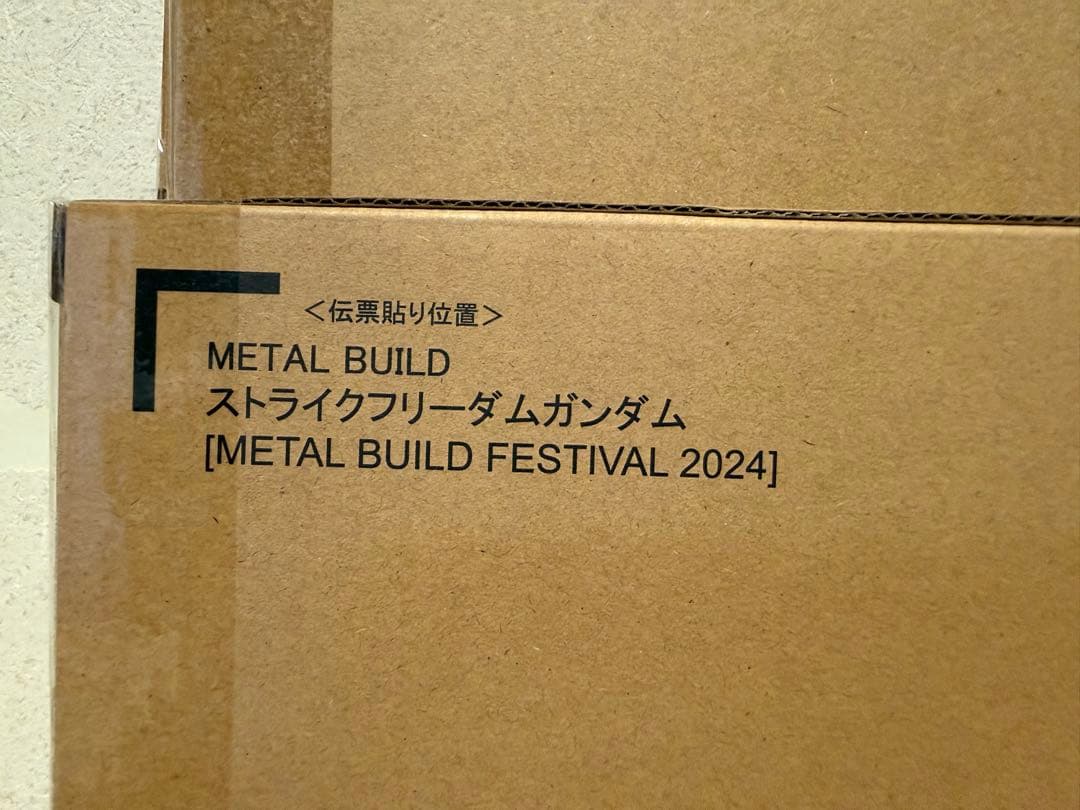 ＜伝票貼り位置＞
METAL BUILD
ストライクフリーダムガンダム
[METAL BUILD FESTIVAL 2024]